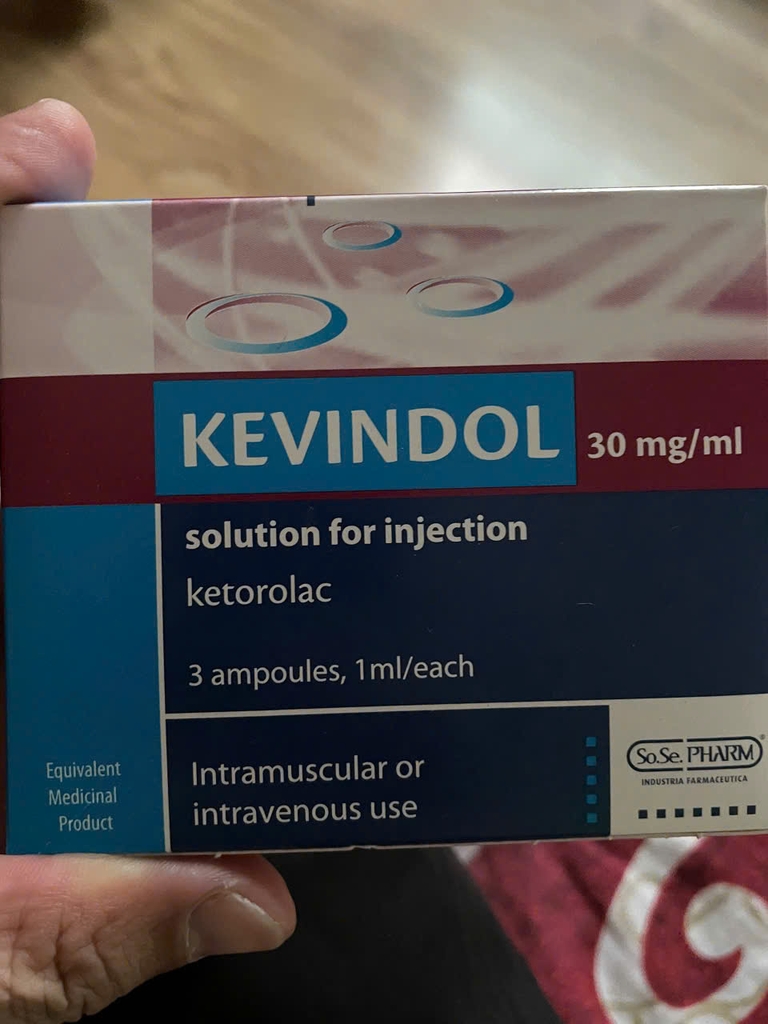 KEVINDOL 30 mg/ml
solution for injection
ketorolac
3 ampoules, 1ml/each
Equivalent
Medicinal
Product
Intramuscular or
intravenous use
So.Se. PHARM®
INDUSTRIA FARMACEUTICA